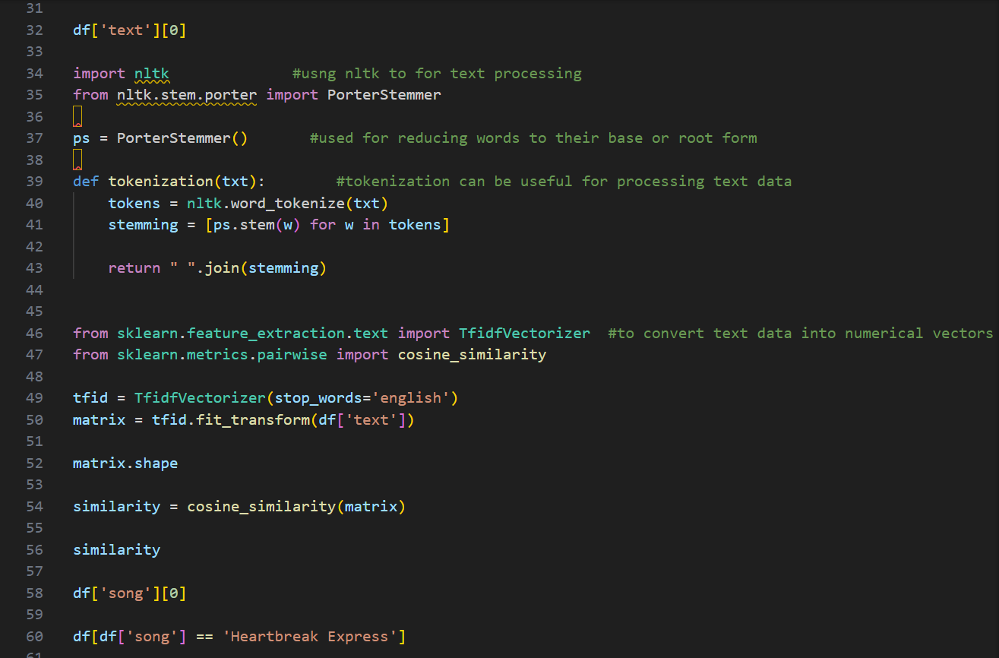 31
32 df['text'][0]
33
34 import nltk #usng nltk to for text processing
35 from nltk.stem.porter import PorterStemmer
36
37 ps = PorterStemmer() #used for reducing words to their base or root form
38
39 def tokenization(txt): #tokenization can be useful for processing text data
40 tokens = nltk.word_tokenize(txt)
41 stemming = [ps.stem(w) for w in tokens]
42
43 return " ".join(stemming)
44
45
46 from sklearn.feature_extraction.text import TfidfVectorizer #to convert text data into numerical vectors
47 from sklearn.metrics.pairwise import cosine_similarity
48
49 tfid = TfidfVectorizer(stop_words='english')
50 matrix = tfid.fit_transform(df['text'])
51
52 matrix.shape
53
54 similarity = cosine_similarity(matrix)
55
56 similarity
57
58 df['song'][0]
59
60 df[df['song'] == 'Heartbreak Express']
61